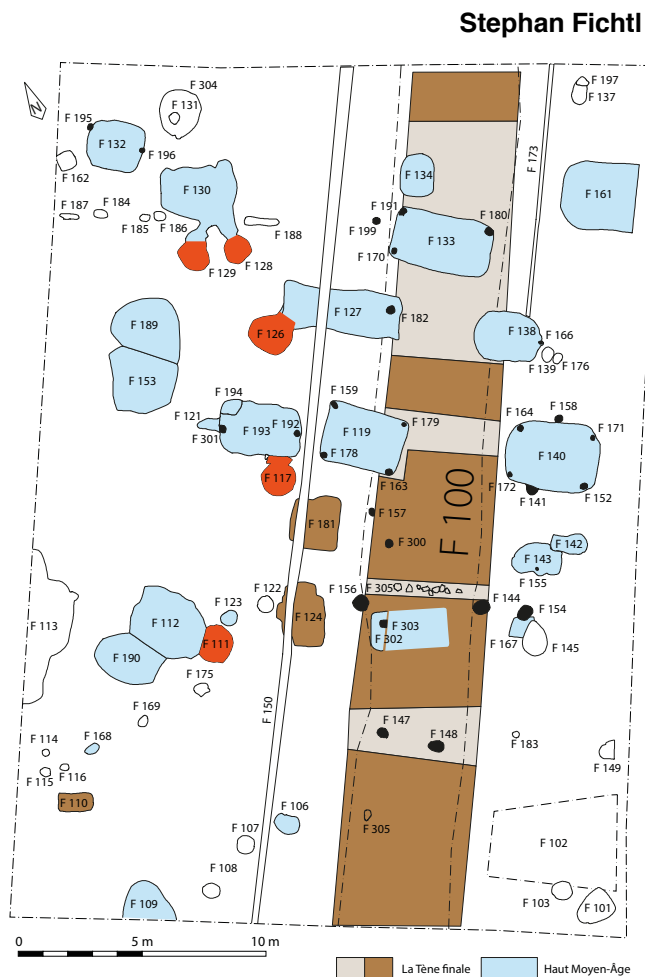 Stephan Fichtl
N
F 304
F 197
F 131
F 137
F 195
F 132
F 173
F 196
F 162
F 134
F 130
F 161
F 187
F 184
F 185
F 186
F 188
F 191
F 199
F 180
F 133
F 170
F 129
F 128
F 127
F 182
F 126
F 189
F 138
F 166
F 139
F 176
F 153
F 194
F 159
F 121
F 301
F 193
F 192
F 119
F 179
F 164
F 158
F 171
F 178
F 140
F 117
F 163
F 172
F 141
F 152
F 181
F 157
F 100
F 300
F 142
F 143
F 155
F 122
F 156
F 305
F 144
F 154
F 113
F 123
F 112
F 124
F 303
F 302
F 167
F 145
F 111
F 190
F 175
F 150
F 169
F 147
F 148
F 183
F 114
F 168
F 149
F 115
F 116
F 110
F 106
F 305
F 107
F 102
F 108
F 103
F 101
F 109
0 5 m 10 m
La Tène finale
Haut Moyen-Âge